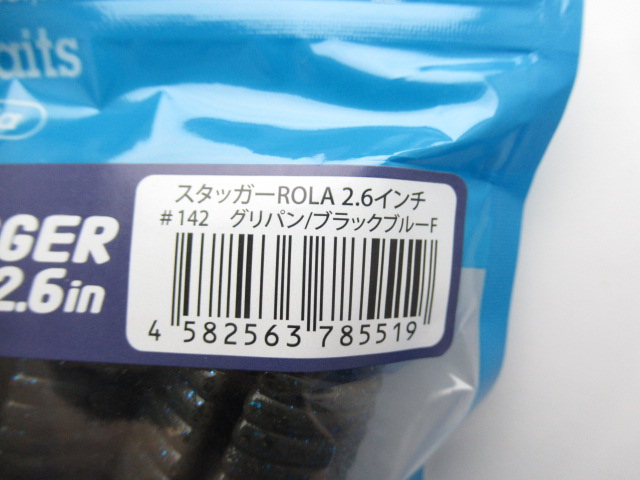 aits
スタッガーROLA 2.6インチ
#142 グリパン/ブラックブルーF
GER
2.6in
4 582563 785519